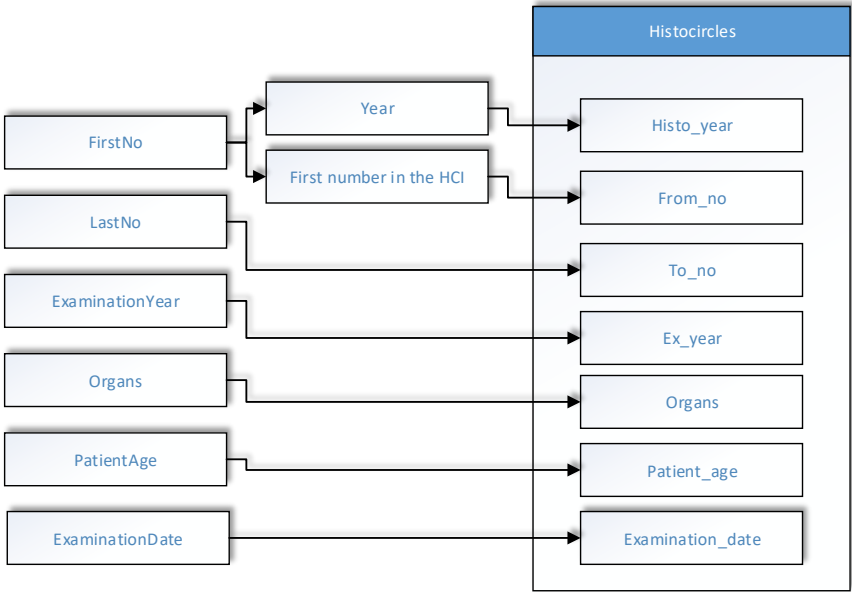 Histocircles
FirstNo
LastNo
ExaminationYear
Organs
PatientAge
ExaminationDate
Year
First number in the HCI
Histo_year
From_no
To_no
Ex_year
Organs
Patient_age
Examination_date